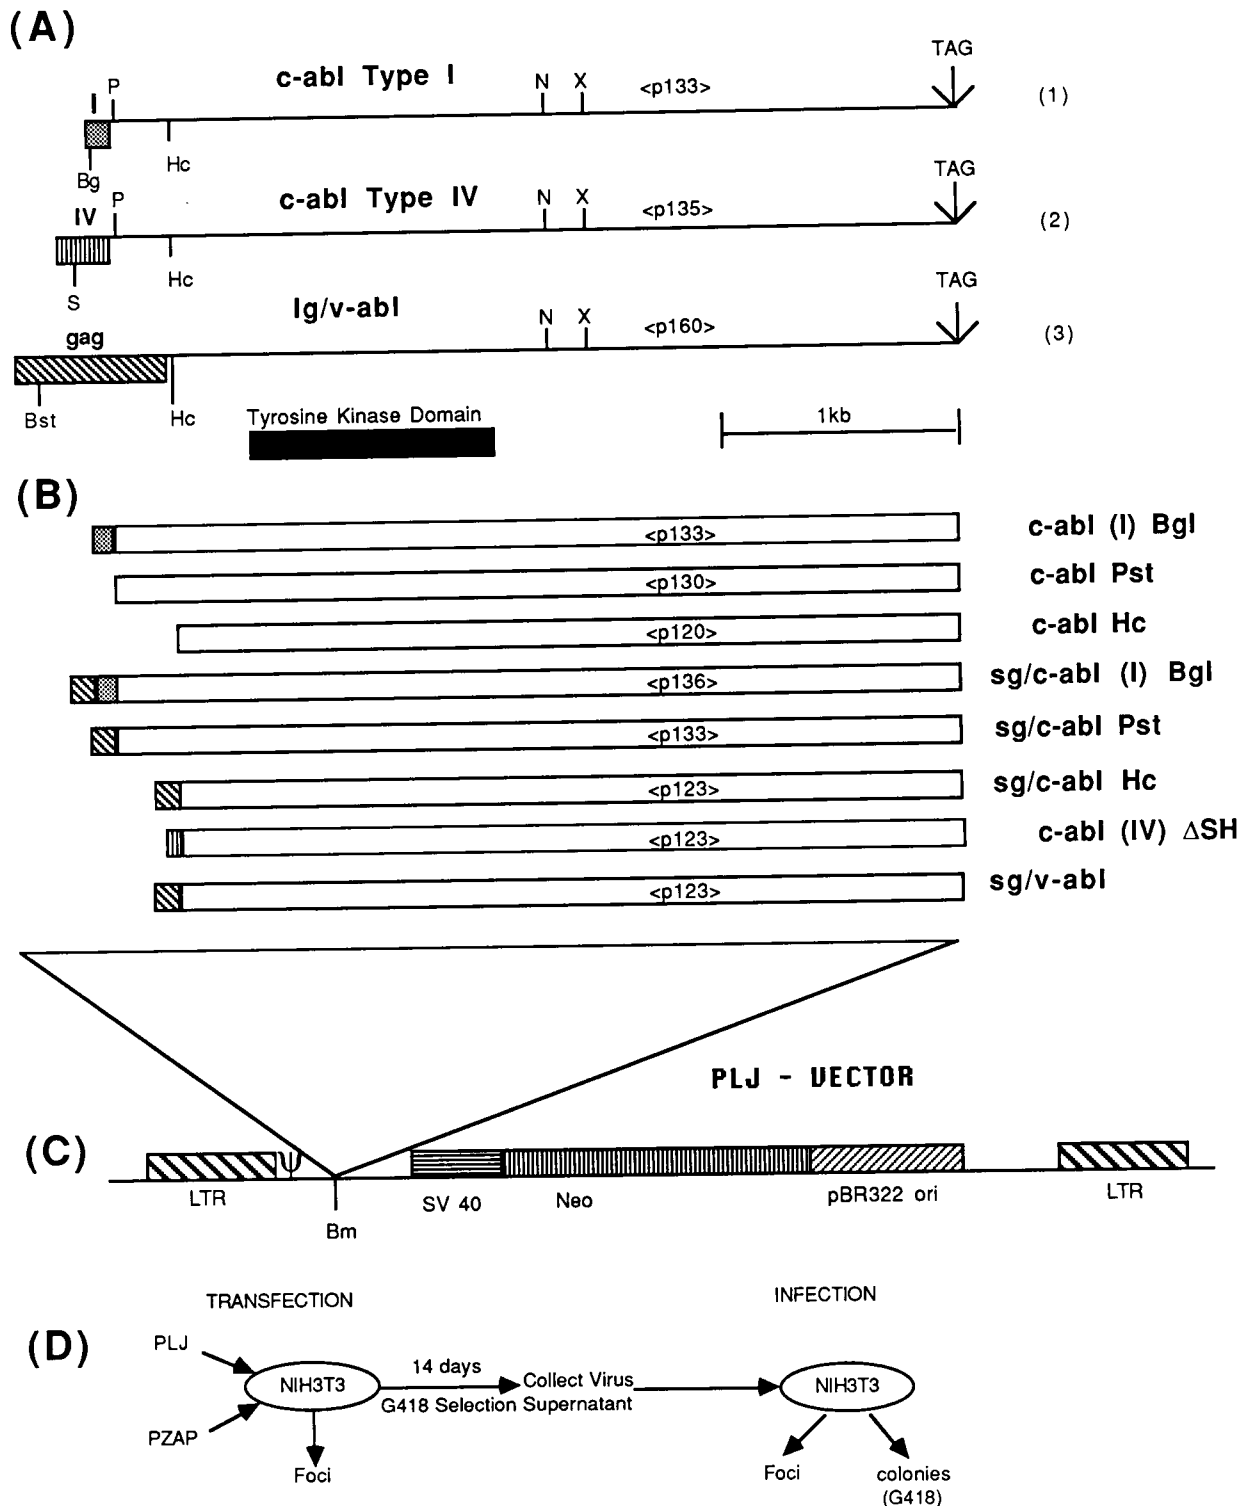 (A)
TAG
c-abl Type I
I
P
N
X
<p133>
(1)
Bg
Hc
TAG
c-abl Type IV
IV
P
N
X
<p135>
(2)
S
Hc
TAG
lg/v-abl
gag
N
X
<p160>
(3)
Bst
Hc
Tyrosine Kinase Domain
1kb
(B)
<p133>
c-abl (I) Bgl
<p130>
c-abl Pst
<p120>
c-abl Hc
<p136>
sg/c-abl (I) Bgl
<p133>
sg/c-abl Pst
<p123>
sg/c-abl Hc
<p123>
c-abl (IV) ΔSH
<p123>
sg/v-abl
PLJ - VECTOR
(C)
Ψ
LTR
Bm
SV 40
Neo
pBR322 ori
LTR
TRANSFECTION
INFECTION
(D)
PLJ
PZAP
NIH3T3
14 days
G418 Selection
Collect Virus
Supernatant
NIH3T3
Foci
Foci
colonies
(G418)